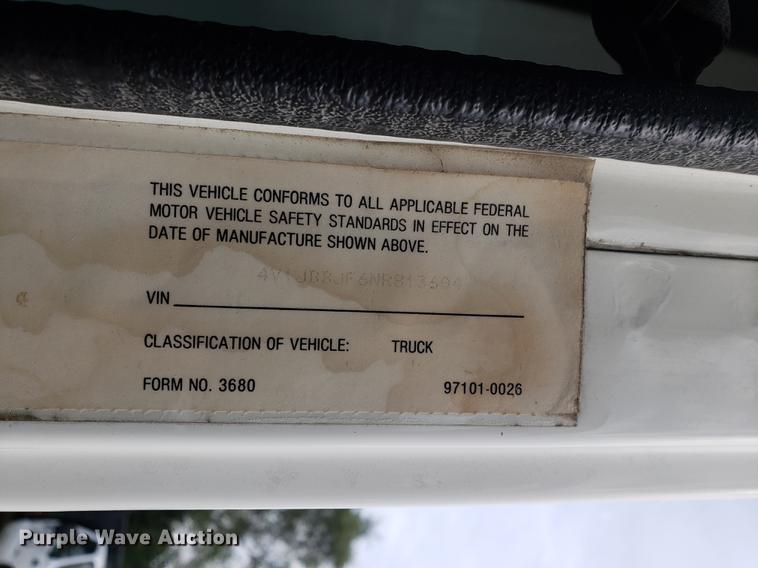 THIS VEHICLE CONFORMS TO ALL APPLICABLE FEDERAL
MOTOR VEHICLE SAFETY STANDARDS IN EFFECT ON THE
DATE OF MANUFACTURE SHOWN ABOVE.
VIN
CLASSIFICATION OF VEHICLE: TRUCK
FORM NO. 3680 97101-0026
Purple Wave Auction